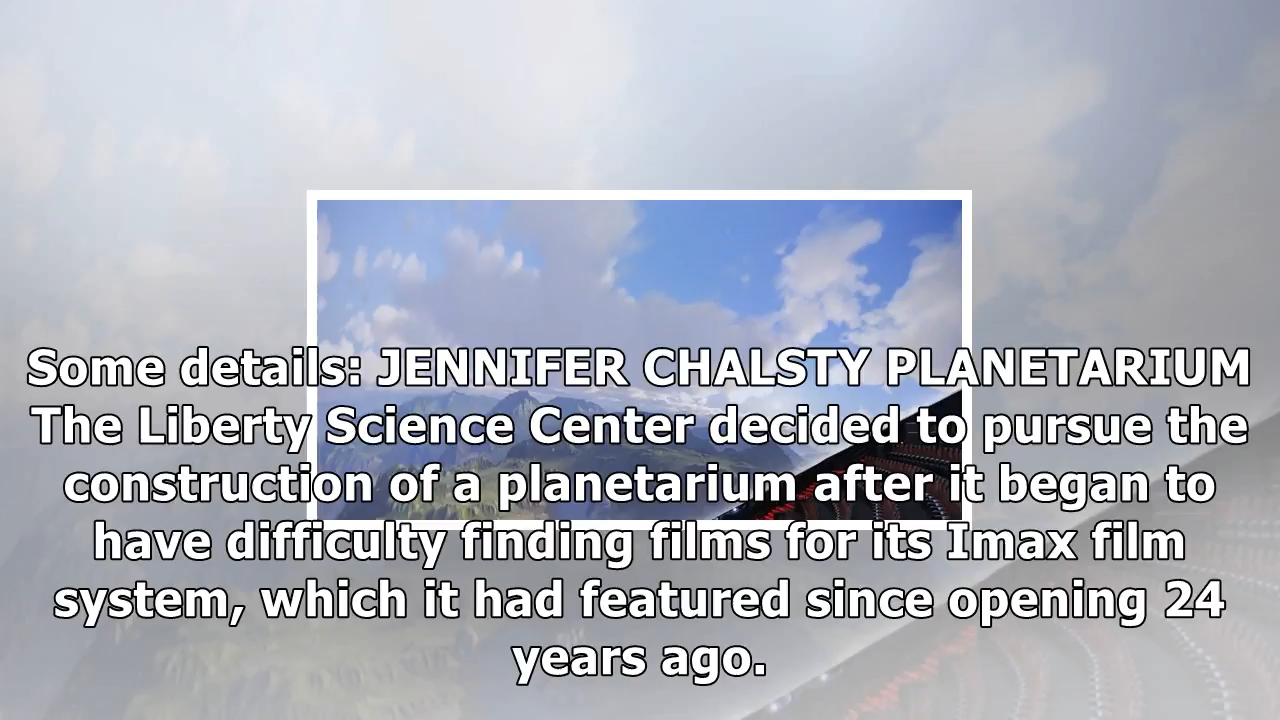 Some details: JENNIFER CHALSTY PLANETARIUM
The Liberty Science Center decided to pursue the
construction of a planetarium after it began to
have difficulty finding films for its Imax film
system, which it had featured since opening 24
years ago.